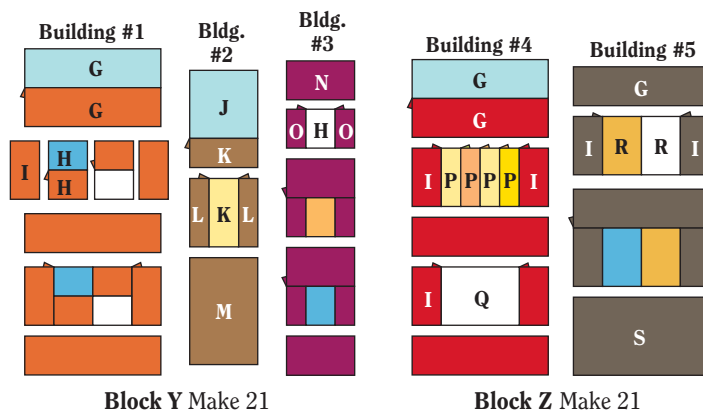 Building #1
G
G
I
H
H
Bldg.
#2
J
K
L K L
M
Bldg.
#3
N
O H O
Block Y Make 21
Building #4
G
G
I P P P P I
I Q
Building #5
G
I R R I
S
Block Z Make 21